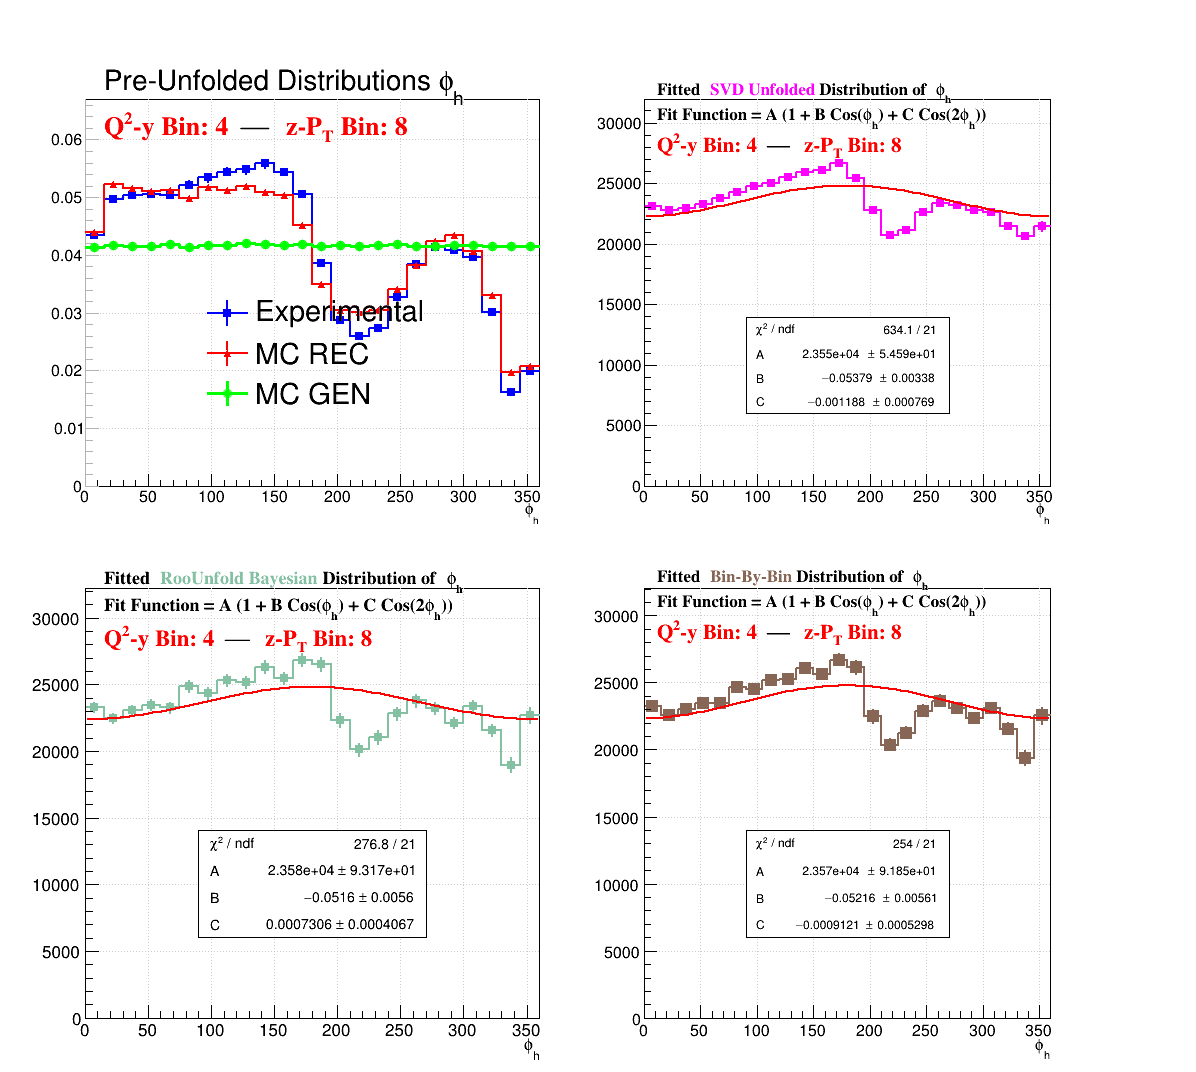 Pre-Unfolded Distributions ϕh
Q²-y Bin: 4 — z-PT Bin: 8
0.06
0.05
0.04
0.03
0.02
0.01
0
Experimental
MC REC
MC GEN
0 50 100 150 200 250 300 350
ϕh
Fitted SVD Unfolded Distribution of ϕh
Fit Function = A (1 + B Cos(ϕh) + C Cos(2ϕh))
Q²-y Bin: 4 — z-PT Bin: 8
30000
25000
20000
15000
10000
5000
0
χ² / ndf 634.1 / 21
A 2.355e+04 ± 5.459e+01
B −0.05379 ± 0.00338
C −0.001188 ± 0.000769
0 50 100 150 200 250 300 350
ϕh
Fitted RooUnfold Bayesian Distribution of ϕh
Fit Function = A (1 + B Cos(ϕh) + C Cos(2ϕh))
Q²-y Bin: 4 — z-PT Bin: 8
30000
25000
20000
15000
10000
5000
0
χ² / ndf 276.8 / 21
A 2.358e+04 ± 9.317e+01
B −0.0516 ± 0.0056
C 0.0007306 ± 0.0004067
0 50 100 150 200 250 300 350
ϕh
Fitted Bin-By-Bin Distribution of ϕh
Fit Function = A (1 + B Cos(ϕh) + C Cos(2ϕh))
Q²-y Bin: 4 — z-PT Bin: 8
30000
25000
20000
15000
10000
5000
0
χ² / ndf 254 / 21
A 2.357e+04 ± 9.185e+01
B −0.05216 ± 0.00561
C −0.0009121 ± 0.0005298
0 50 100 150 200 250 300 350
ϕh